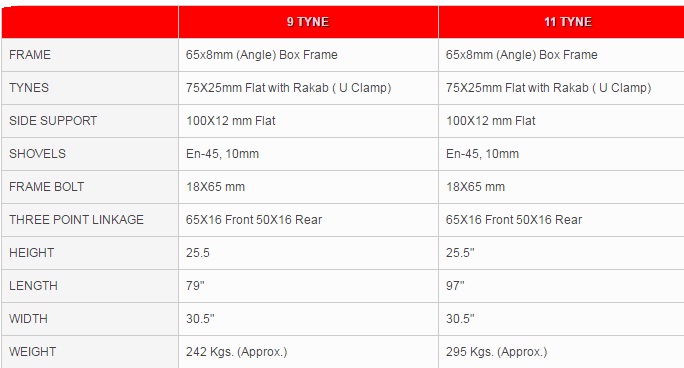 9 TYNE 11 TYNE
FRAME 65x8mm (Angle) Box Frame 65x8mm (Angle) Box Frame
TYNES 75X25mm Flat with Rakab ( U Clamp) 75X25mm Flat with Rakab ( U Clamp)
SIDE SUPPORT 100X12 mm Flat 100X12 mm Flat
SHOVELS En-45, 10mm En-45, 10mm
FRAME BOLT 18X65 mm 18X65 mm
THREE POINT LINKAGE 65X16 Front 50X16 Rear 65X16 Front 50X16 Rear
HEIGHT 25.5 25.5"
LENGTH 79" 97"
WIDTH 30.5" 30.5"
WEIGHT 242 Kgs. (Approx.) 295 Kgs. (Approx.)